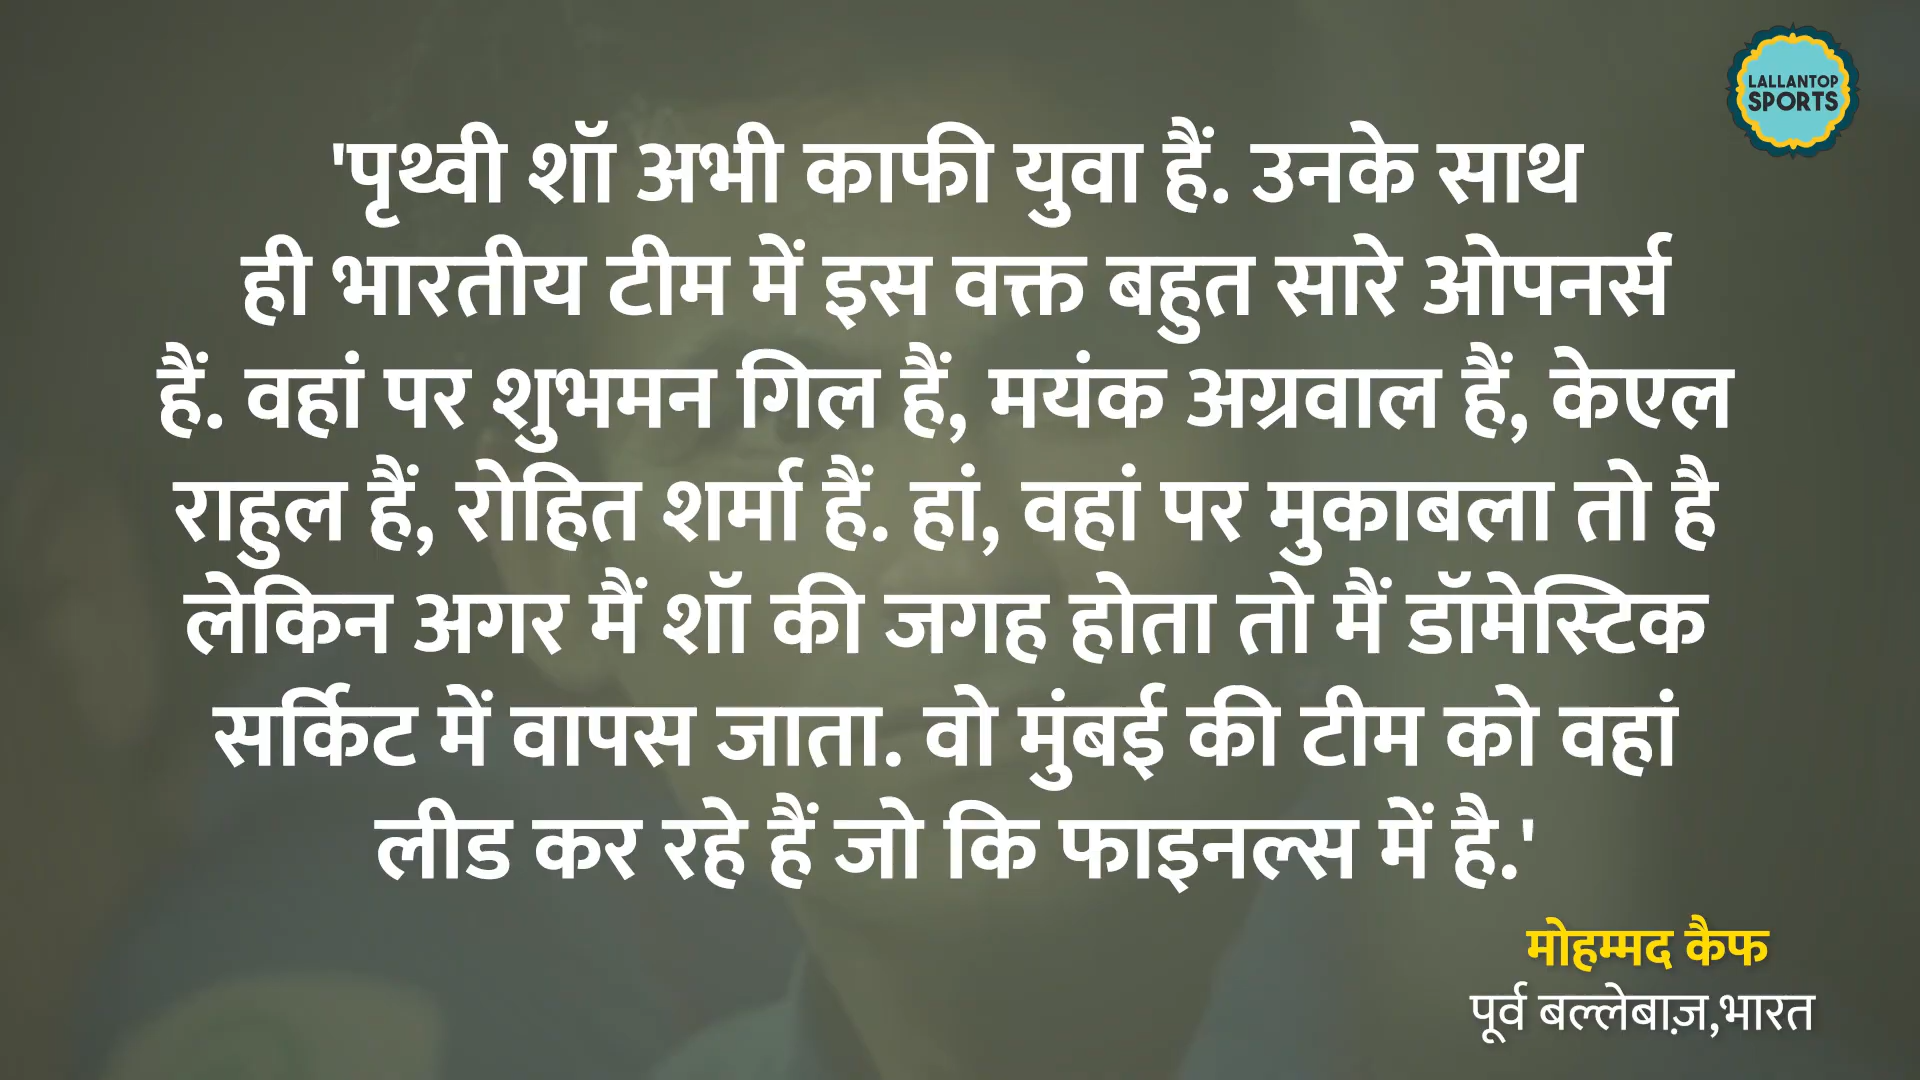 LALLANTOP
SPORTS
'पृथ्वी शॉ अभी काफी युवा हैं. उनके साथ
ही भारतीय टीम में इस वक्त बहुत सारे ओपनर्स
हैं. वहां पर शुभमन गिल हैं, मयंक अग्रवाल हैं, केएल
राहुल हैं, रोहित शर्मा हैं. हां, वहां पर मुकाबला तो है
लेकिन अगर मैं शॉ की जगह होता तो मैं डॉमेस्टिक
सर्किट में वापस जाता. वो मुंबई की टीम को वहां
लीड कर रहे हैं जो कि फाइनल्स में है.'
मोहम्मद कैफ
पूर्व बल्लेबाज़,भारत